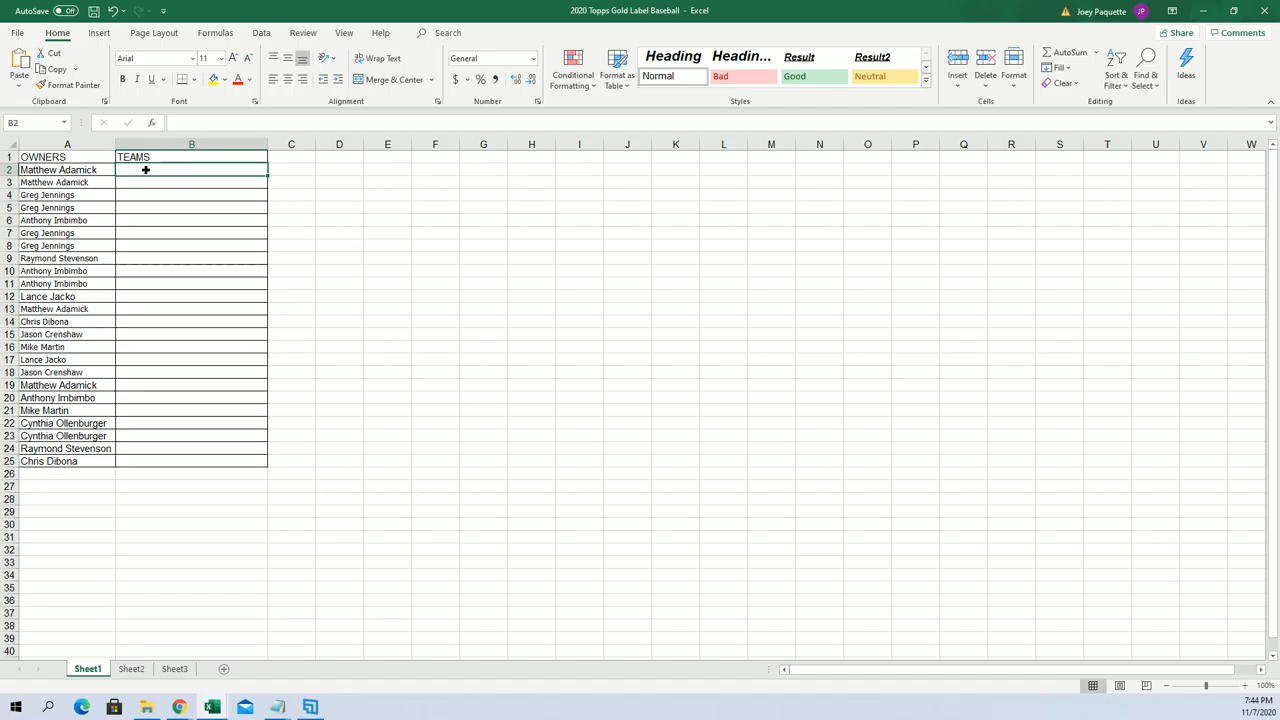 AutoSave Off 2020 Topps Gold Label Baseball - Excel Joey Paquette JP
File Home Insert Page Layout Formulas Data Review View Help Search Share Comments
Paste Cut Copy Format Painter Clipboard
Arial 11 A A B I U A Font
ab Wrap Text Merge & Center Alignment
General $ % 9 Number
Conditional Formatting Format as Table
Heading Headin... Result Result2
Normal Bad Good Neutral
Styles
Insert Delete Format Cells
AutoSum Fill Clear Sort & Filter Find & Select Editing
Ideas Ideas
B2 fx
A B C D E F G H I J K L M N O P Q R S T U V W
1 OWNERS TEAMS
2 Matthew Adamick
3 Matthew Adamick
4 Greg Jennings
5 Greg Jennings
6 Anthony Imbimbo
7 Greg Jennings
8 Greg Jennings
9 Raymond Stevenson
10 Anthony Imbimbo
11 Anthony Imbimbo
12 Lance Jacko
13 Matthew Adamick
14 Chris Dibona
15 Jason Crenshaw
16 Mike Martin
17 Lance Jacko
18 Jason Crenshaw
19 Matthew Adamick
20 Anthony Imbimbo
21 Mike Martin
22 Cynthia Ollenburger
23 Cynthia Ollenburger
24 Raymond Stevenson
25 Chris Dibona
26
27
28
29
30
31
32
33
34
35
36
37
38
39
40
Sheet1 Sheet2 Sheet3
100%
7:44 PM
11/7/2020